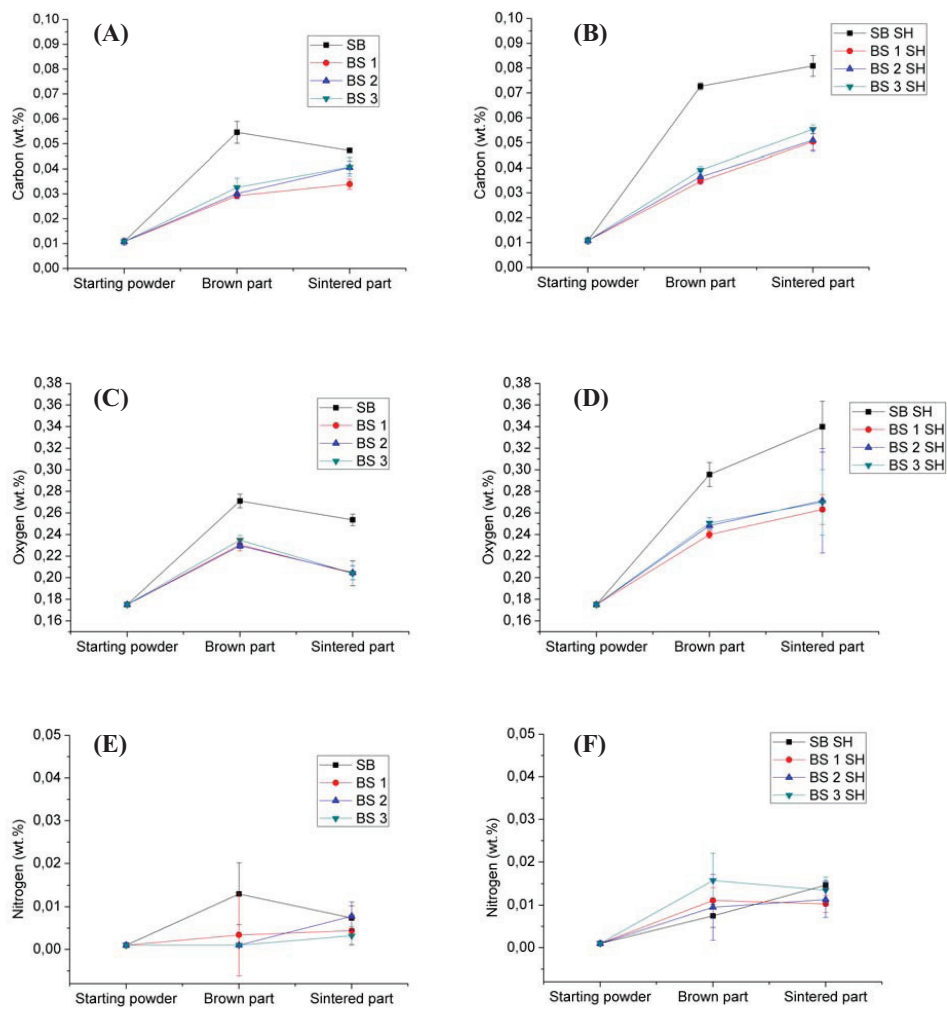 (A)
SB
BS 1
BS 2
BS 3
0,10
0,09
0,08
0,07
0,06
0,05
0,04
0,03
0,02
0,01
0,00
Carbon (wt.%)
Starting powder
Brown part
Sintered part
(B)
SB SH
BS 1 SH
BS 2 SH
BS 3 SH
0,10
0,09
0,08
0,07
0,06
0,05
0,04
0,03
0,02
0,01
0,00
Carbon (wt.%)
Starting powder
Brown part
Sintered part
(C)
SB
BS 1
BS 2
BS 3
0,38
0,36
0,34
0,32
0,30
0,28
0,26
0,24
0,22
0,20
0,18
0,16
Oxygen (wt.%)
Starting powder
Brown part
Sintered part
(D)
SB SH
BS 1 SH
BS 2 SH
BS 3 SH
0,38
0,36
0,34
0,32
0,30
0,28
0,26
0,24
0,22
0,20
0,18
0,16
Oxygen (wt.%)
Starting powder
Brown part
Sintered part
(E)
SB
BS 1
BS 2
BS 3
0,05
0,04
0,03
0,02
0,01
0,00
Nitrogen (wt.%)
Starting powder
Brown part
Sintered part
(F)
SB SH
BS 1 SH
BS 2 SH
BS 3 SH
0,05
0,04
0,03
0,02
0,01
0,00
Nitrogen (wt.%)
Starting powder
Brown part
Sintered part